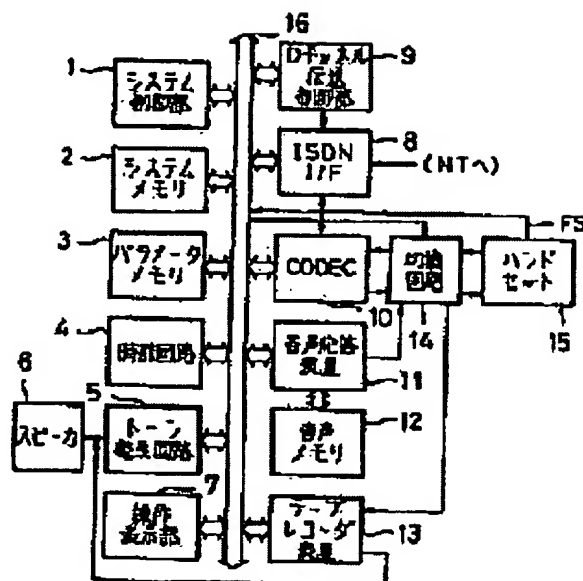 16
1
システム
制御部
Dチャネル
伝送
制御部
9
2
システム
メモリ
ISDN
I/F
8
(NTへ)
3
パラメータ
メモリ
CODEC
10
切換
回路
14
FS
ハンド
セット
15
4
時計回路
音声応答
装置
11
6
スピーカ
5
トーン
発生回路
音声
メモリ
12
7
操作
表示部
テープ
レコーダ
装置
13